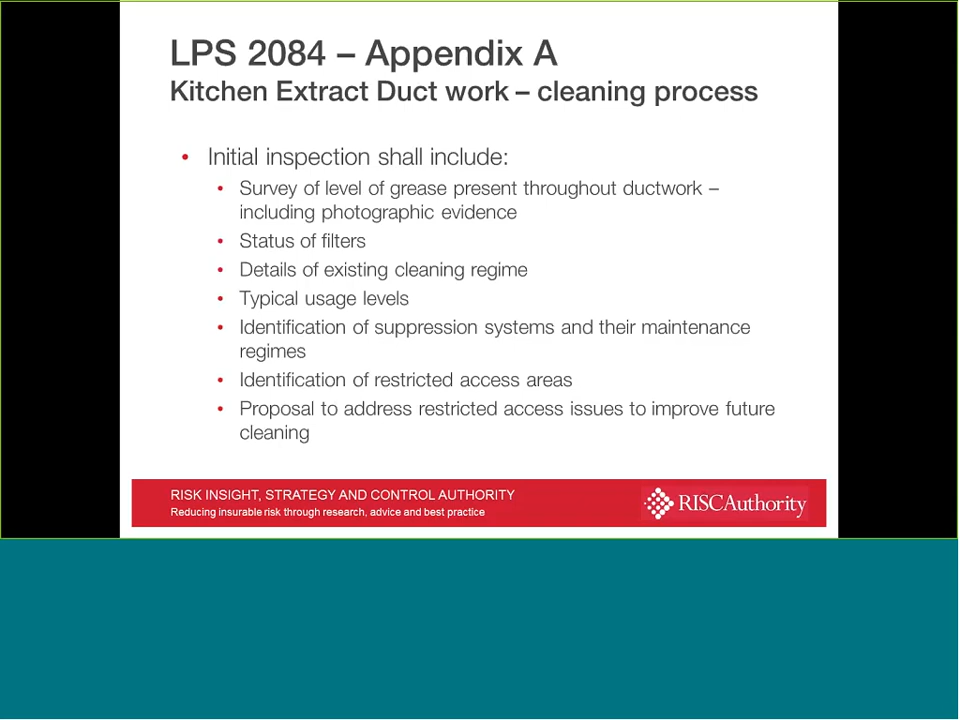 LPS 2084 – Appendix A
Kitchen Extract Duct work – cleaning process
• Initial inspection shall include:
• Survey of level of grease present throughout ductwork –
including photographic evidence
• Status of filters
• Details of existing cleaning regime
• Typical usage levels
• Identification of suppression systems and their maintenance
regimes
• Identification of restricted access areas
• Proposal to address restricted access issues to improve future
cleaning
RISK INSIGHT, STRATEGY AND CONTROL AUTHORITY
Reducing insurable risk through research, advice and best practice
RISCAuthority